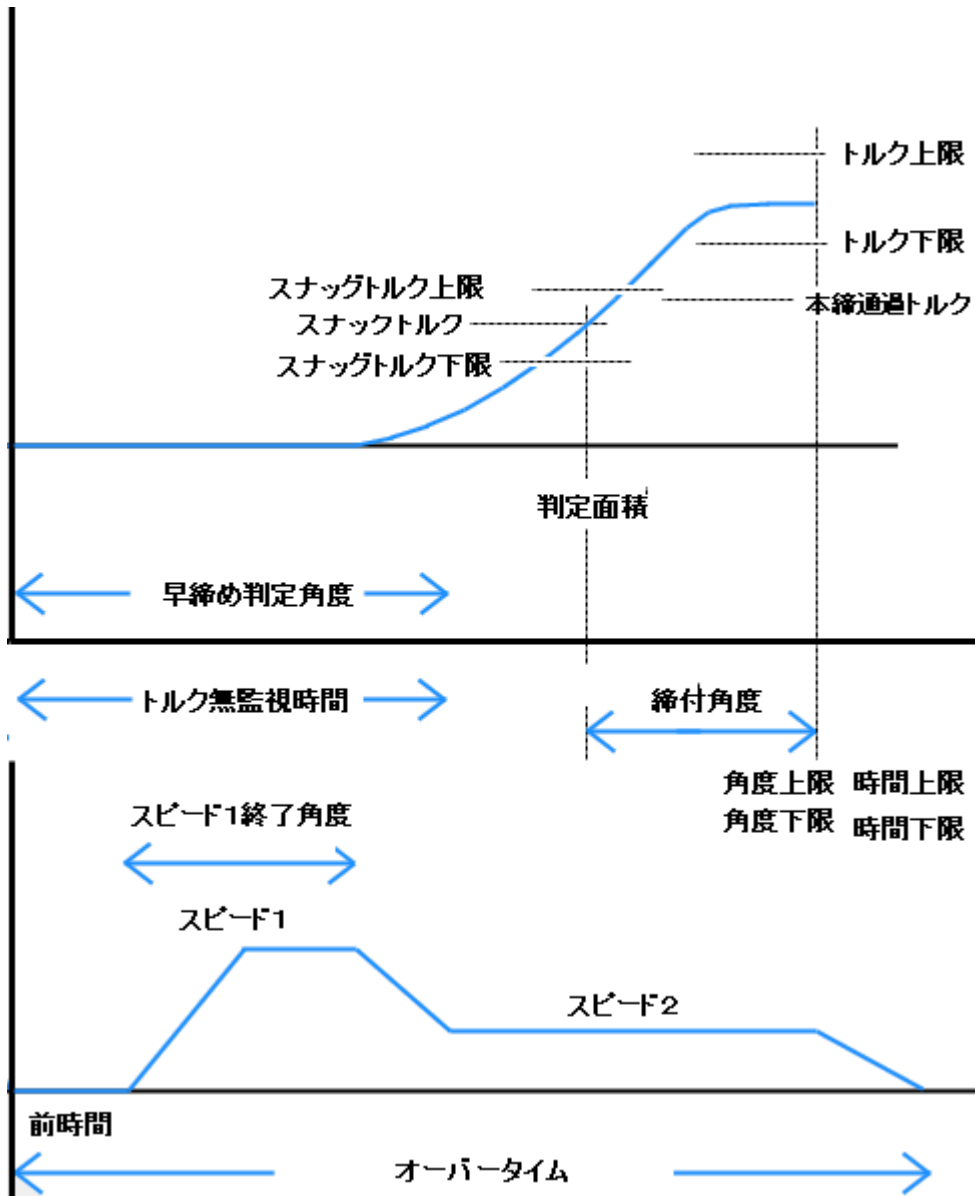 トルク上限
トルク下限
スナッグトルク上限
本締通過トルク
スナックトルク
スナッグトルク下限
判定面積
早締め判定角度
トルク無監視時間
締付角度
角度上限 時間上限
角度下限 時間下限
スピード1終了角度
スピード1
スピード2
前時間
オーバータイム